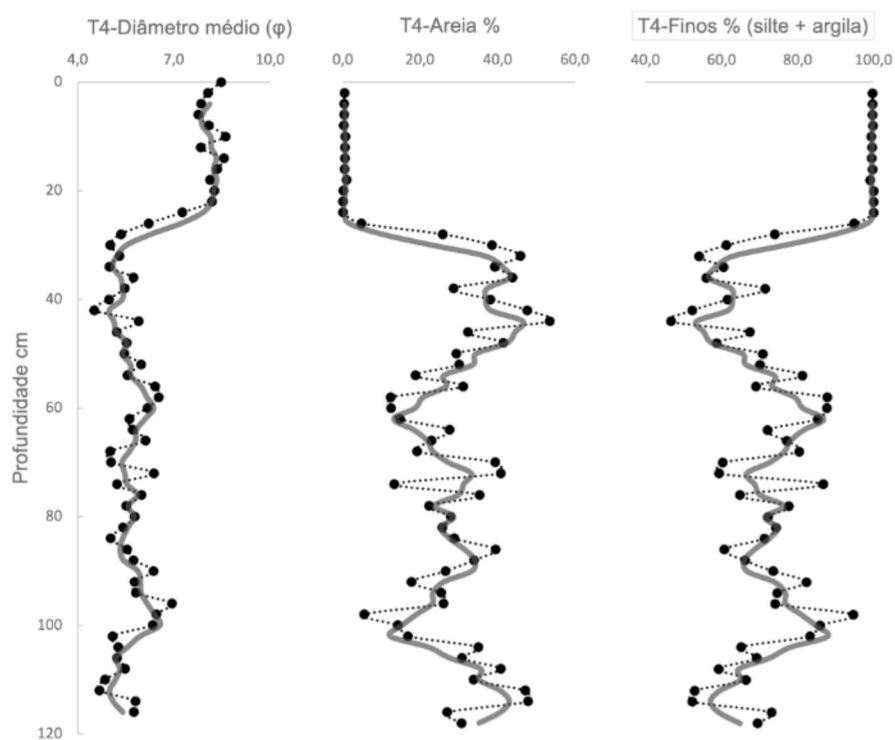 T4-Diâmetro médio (φ)
T4-Areia %
T4-Finos % (silte + argila)
4,0 7,0 10,0
0,0 20,0 40,0 60,0
40,0 60,0 80,0 100,0
0
20
40
60
80
100
120
Profundidade cm